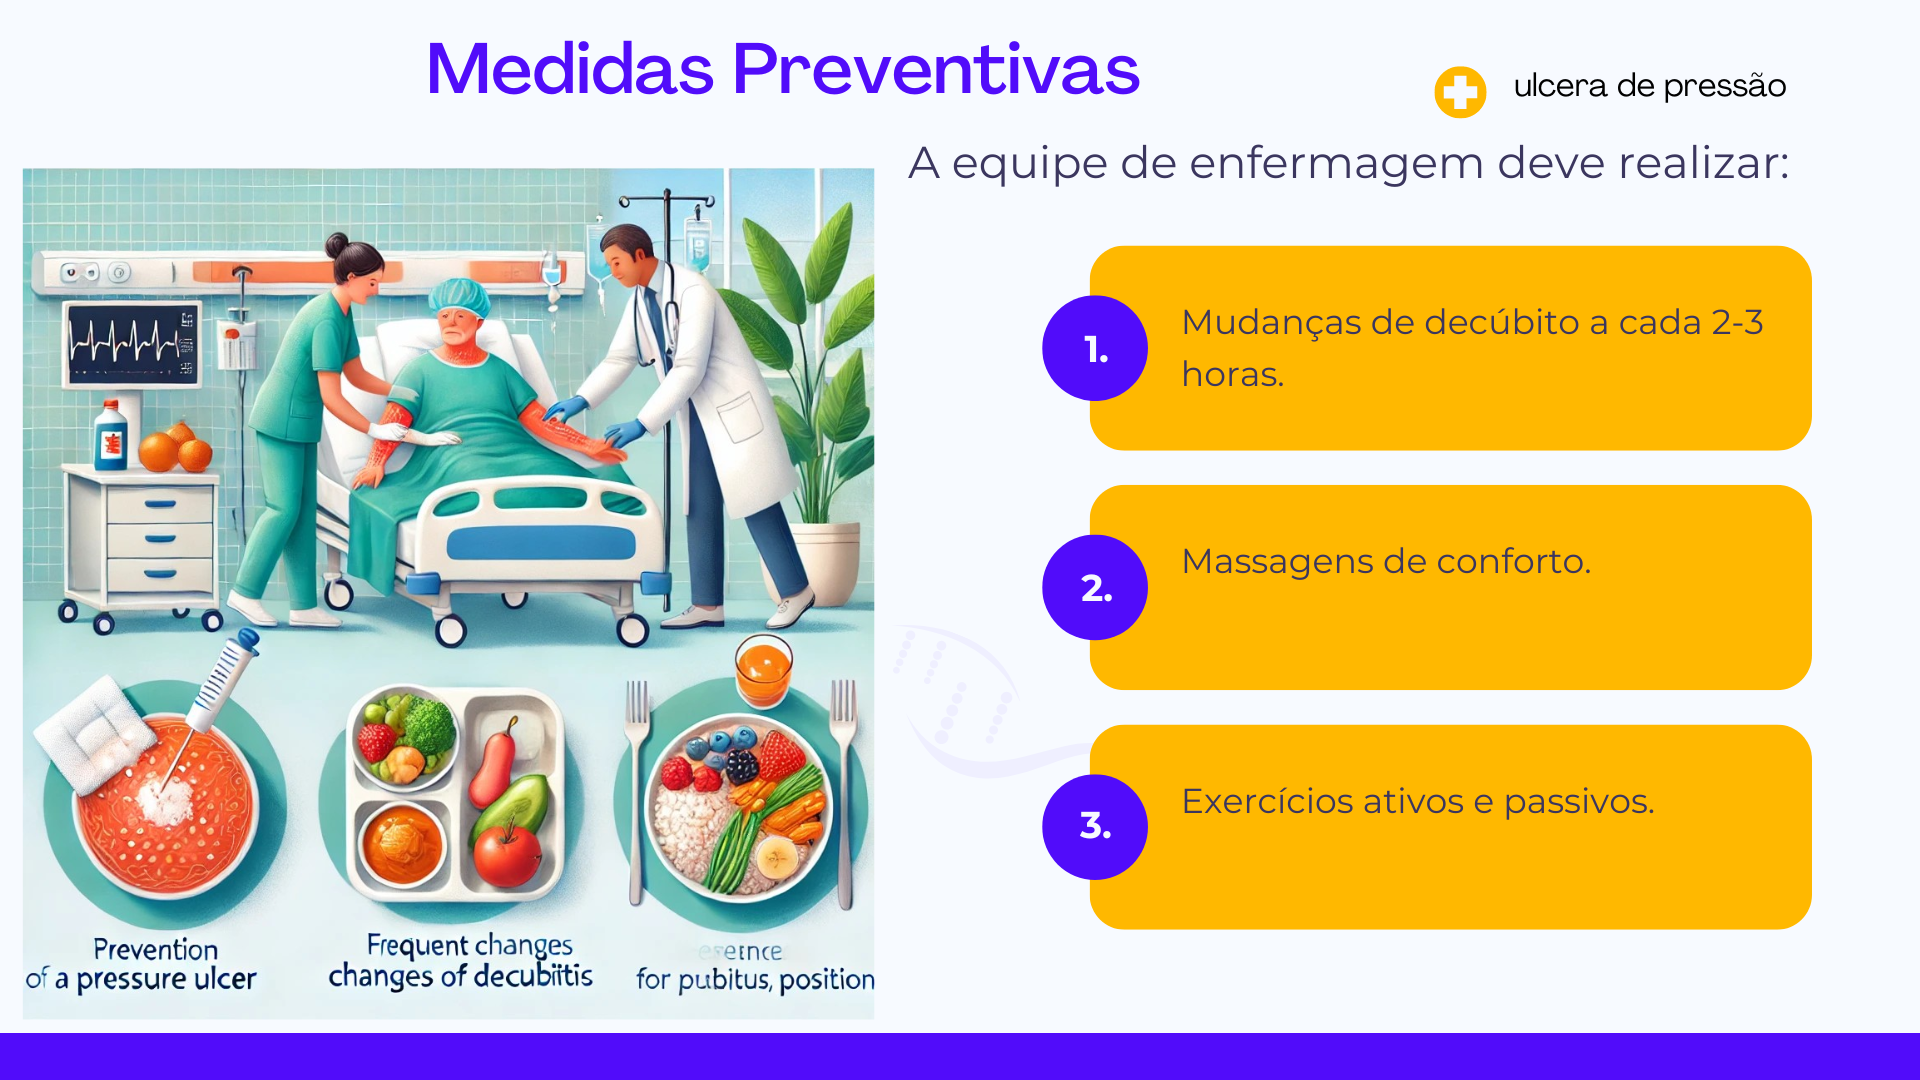 Medidas Preventivas
ulcera de pressão
A equipe de enfermagem deve realizar:
1.
Mudanças de decúbito a cada 2-3
horas.
2.
Massagens de conforto.
3.
Exercícios ativos e passivos.
Prevention
of a pressure ulcer
Frequent changes
changes of decubiitis
for pubitus, position